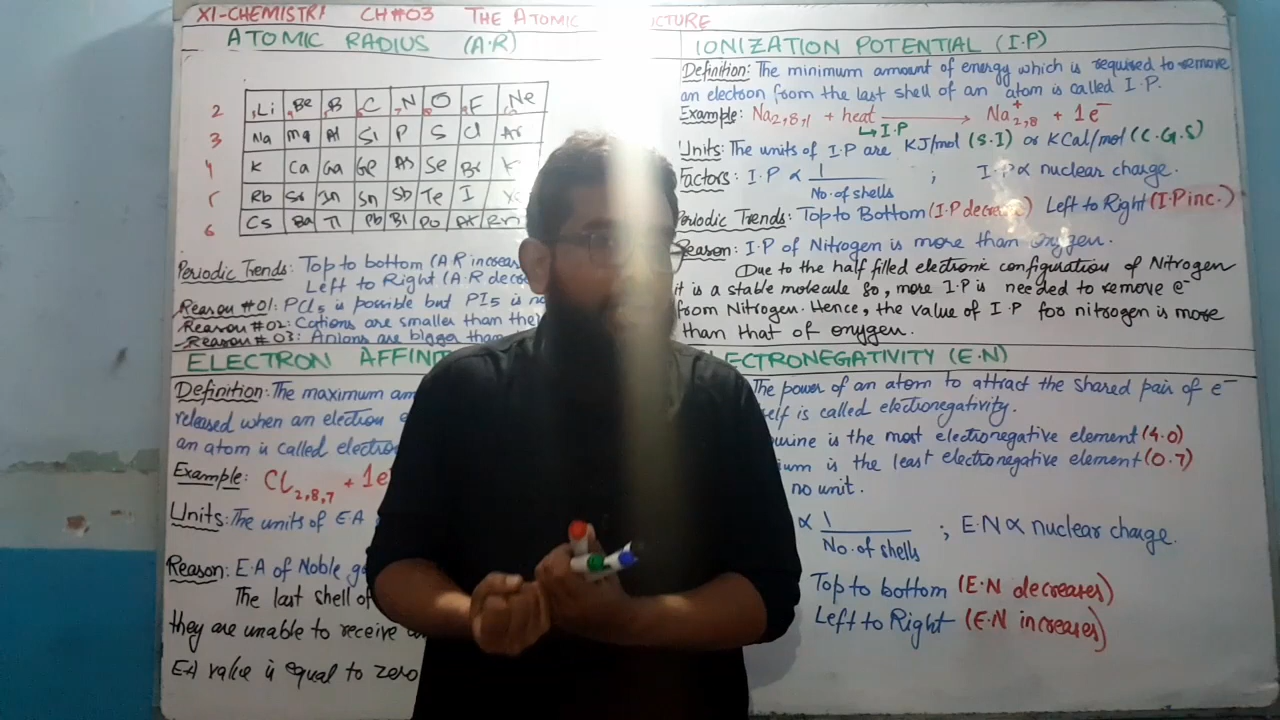 XI-CHEMISTRY CH#03 THE ATOMIC CTURE
ATOMIC RADIUS (A.R)
2 Li Be B C N O F Ne
3 Na Mg Al Si P S Cl Ar
4 K Ca Ga Ge As Se Br K
5 Rb Sr In Sn Sb Te I Xe
6 Cs Ba Tl Pb Bi Po At Rn
Periodic Trends: Top to bottom (A.R increas
Left to Right (A.R decre
Reason #01: PCl5 is possible but PI5 is no
Reason #02: Cations are smaller than the
Reason #03: Anions are bigger than
IONIZATION POTENTIAL (I.P)
Definition: The minimum amount of energy which is required to remove
an electron from the last shell of an atom is called I.P.
Example: Na2,8,1 + heat → Na+2,8 + 1e-
↳ I.P
Units: The units of I.P are KJ/mol (S.I) or KCal/mol (C.G.S)
Factors: I.P ∝ 1/No. of shells ; I.P ∝ nuclear charge.
Periodic Trends: Top to Bottom (I.P decre) Left to Right (I.P inc.)
Reason: I.P of Nitrogen is more than oxygen.
Due to the half filled electronic configuration of Nitrogen
it is a stable molecule so, more I.P is needed to remove e-
from Nitrogen. Hence, the value of I.P for nitrogen is more
than that of oxygen.
ELECTRON AFFINIT
Definition: The maximum am
released when an electron
an atom is called electro
Example: Cl2,8,7 + 1e
Units: The units of E.A
Reason: E.A of Noble g
The last shell of
they are unable to receive
E.A value is equal to zero
LECTRONEGATIVITY (E.N)
The power of an atom to attract the shared pair of e-
self is called electronegativity.
urine is the most electronegative element (4.0)
ium is the least electronegative element (0.7)
no unit.
∝ 1/No. of shells ; E.N ∝ nuclear charge.
Top to bottom (E.N decreases)
Left to Right (E.N increases)